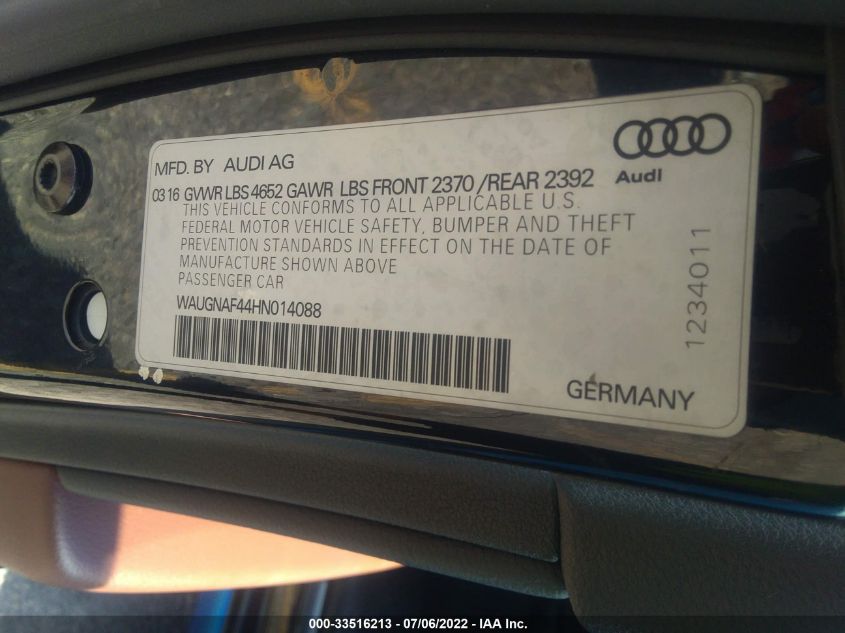 MFD. BY AUDI AG
03 16 GVWR LBS 4652 GAWR LBS FRONT 2370 /REAR 2392
THIS VEHICLE CONFORMS TO ALL APPLICABLE U.S.
FEDERAL MOTOR VEHICLE SAFETY, BUMPER AND THEFT
PREVENTION STANDARDS IN EFFECT ON THE DATE OF
MANUFACTURE SHOWN ABOVE
PASSENGER CAR
WAUGNAF44HN014088
Audi
1234011
GERMANY
000-33516213 - 07/06/2022 - IAA Inc.